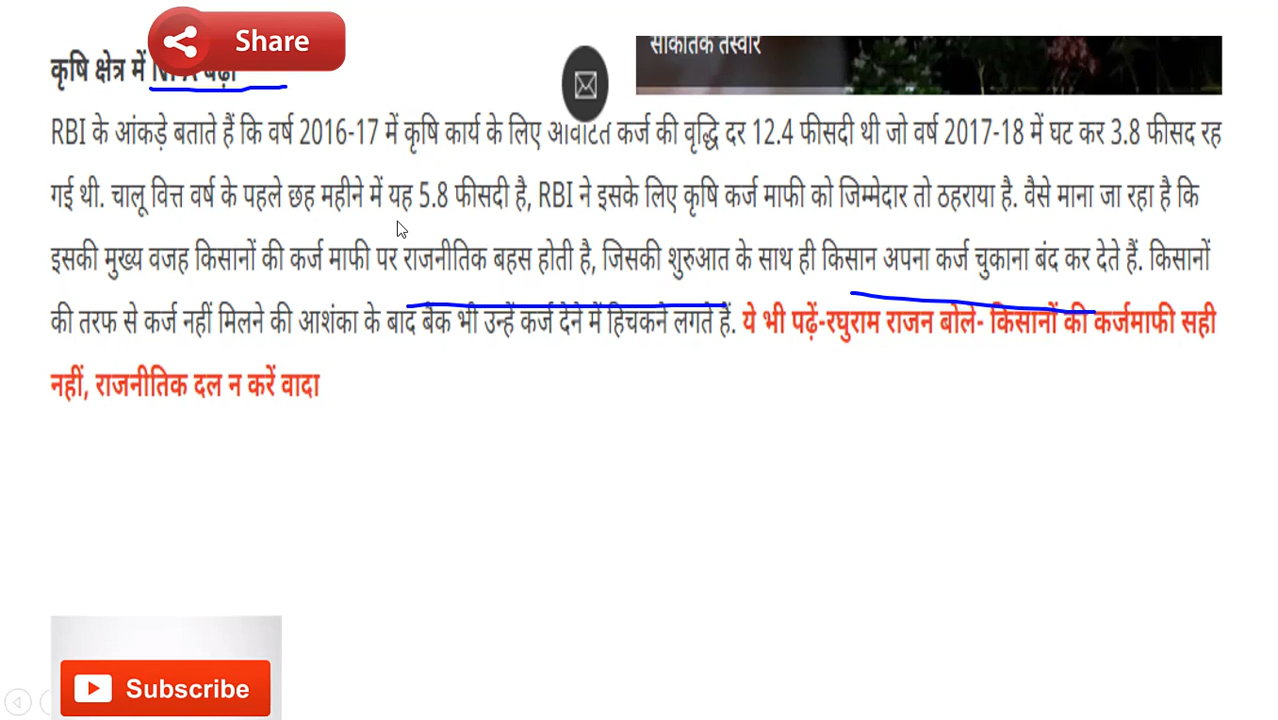 Share
सांकेतिक तस्वीर
कृषि क्षेत्र में NPA बढ़ा
RBI के आंकड़े बताते हैं कि वर्ष 2016-17 में कृषि कार्य के लिए आवंटित कर्ज की वृद्धि दर 12.4 फीसदी थी जो वर्ष 2017-18 में घट कर 3.8 फीसद रह
गई थी. चालू वित्त वर्ष के पहले छह महीने में यह 5.8 फीसदी है, RBI ने इसके लिए कृषि कर्ज माफी को जिम्मेदार तो ठहराया है. वैसे माना जा रहा है कि
इसकी मुख्य वजह किसानों की कर्ज माफी पर राजनीतिक बहस होती है, जिसकी शुरुआत के साथ ही किसान अपना कर्ज चुकाना बंद कर देते हैं. किसानों
की तरफ से कर्ज नहीं मिलने की आशंका के बाद बैंक भी उन्हें कर्ज देने में हिचकने लगते हैं. ये भी पढ़ें-रघुराम राजन बोले- किसानों की कर्जमाफी सही
नहीं, राजनीतिक दल न करें वादा
Subscribe